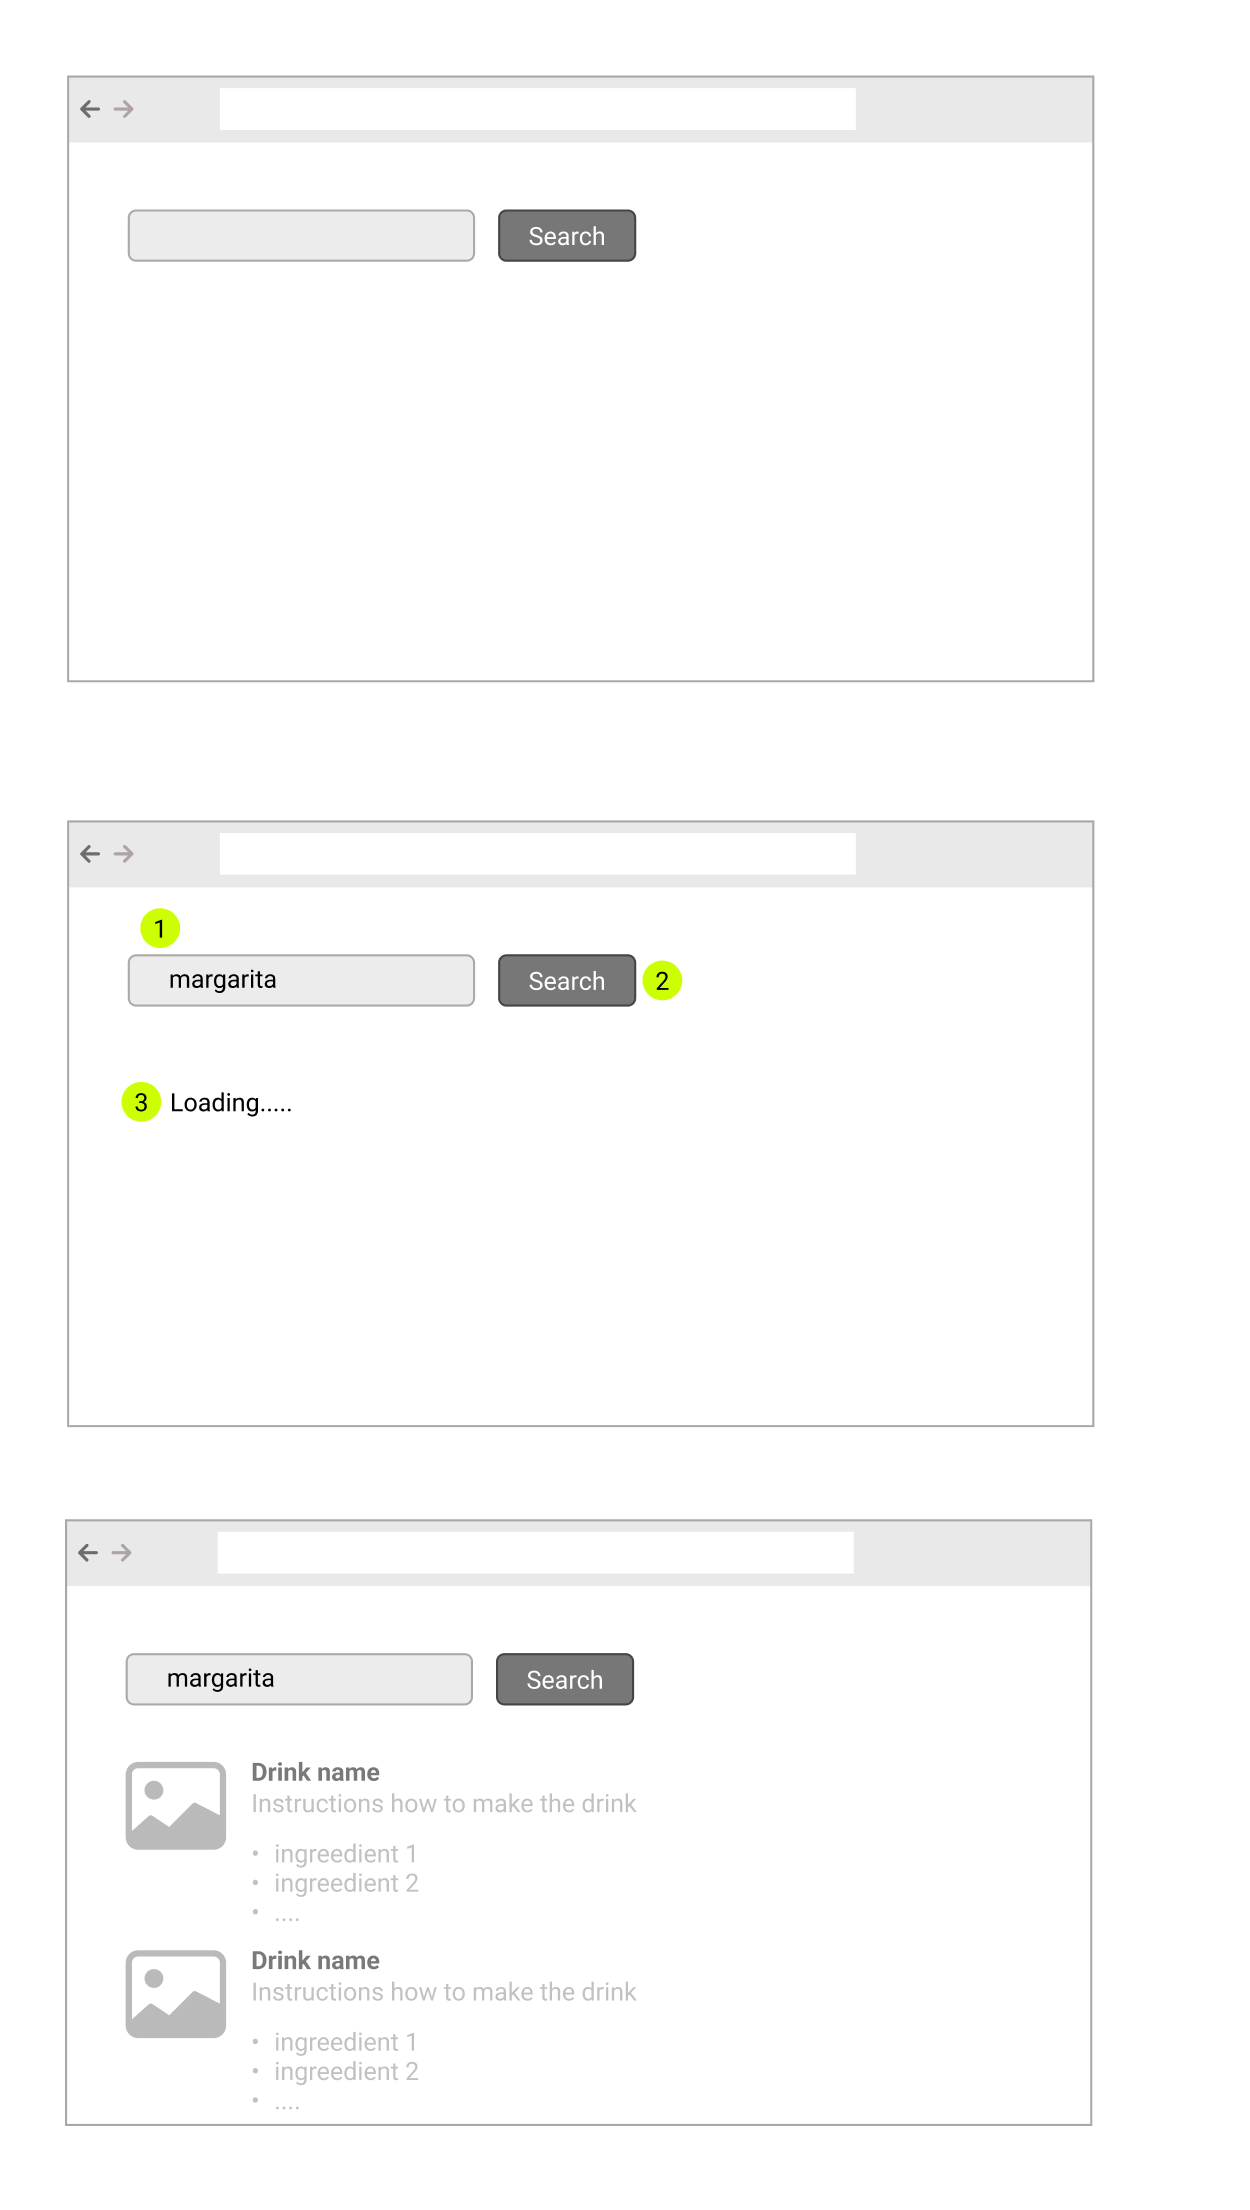 Search
1
margarita
Search
2
3
Loading.....
margarita
Search
Drink name
Instructions how to make the drink
• ingreedient 1
• ingreedient 2
• ....
Drink name
Instructions how to make the drink
• ingreedient 1
• ingreedient 2
• ....